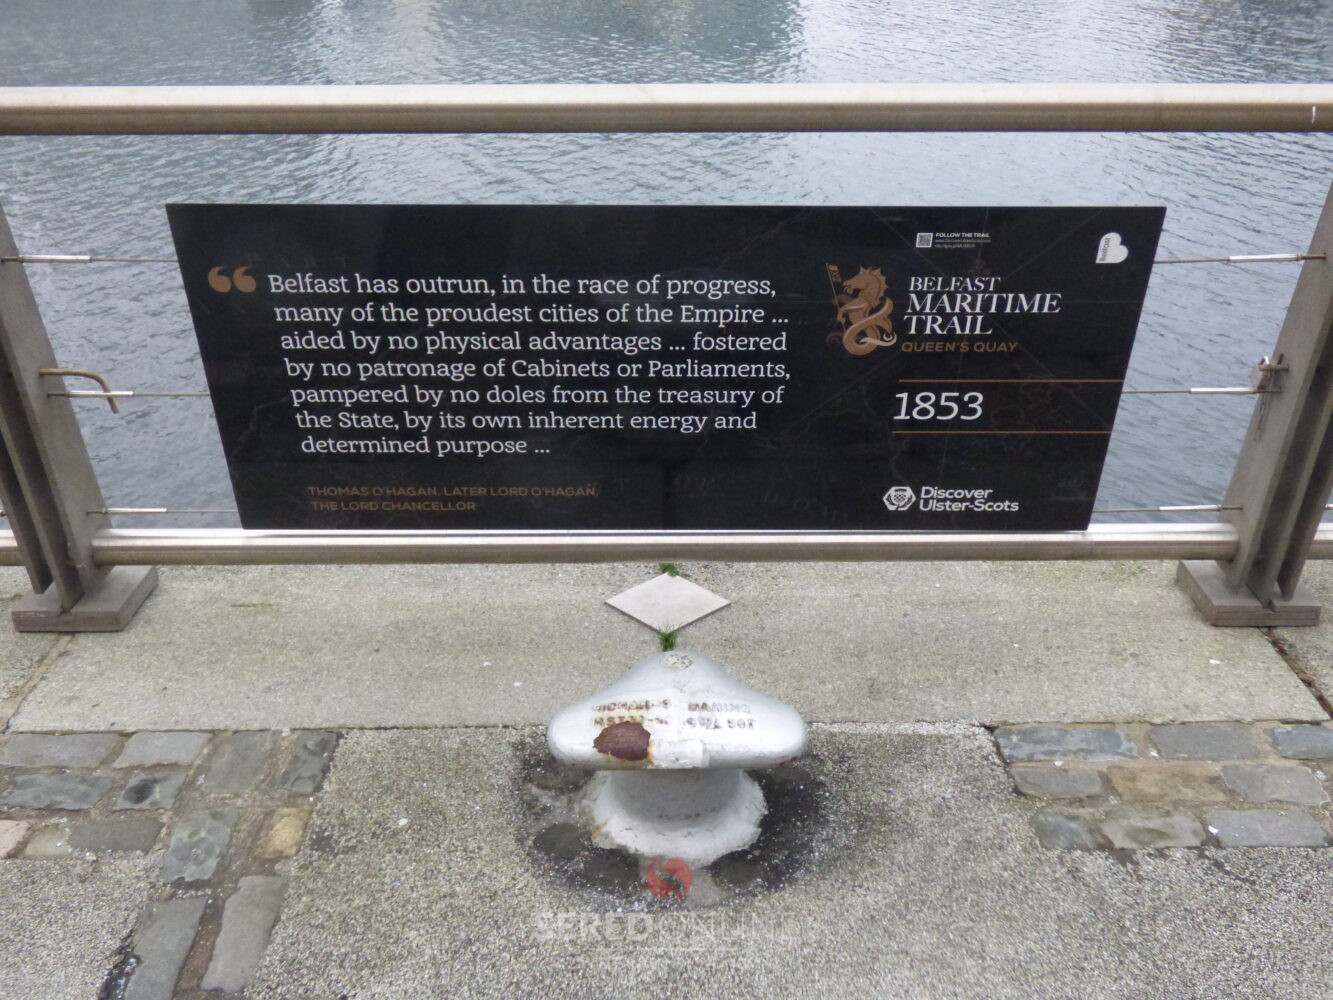 FOLLOW THE TRAIL
Belfast
“ Belfast has outrun, in the race of progress,
many of the proudest cities of the Empire ...
aided by no physical advantages ... fostered
by no patronage of Cabinets or Parliaments,
pampered by no doles from the treasury of
the State, by its own inherent energy and
determined purpose ...
THOMAS O'HAGAN, LATER LORD O'HAGAN,
THE LORD CHANCELLOR
BELFAST
MARITIME
TRAIL
QUEEN'S QUAY
1853
Discover
Ulster-Scots
SEREDONLINE